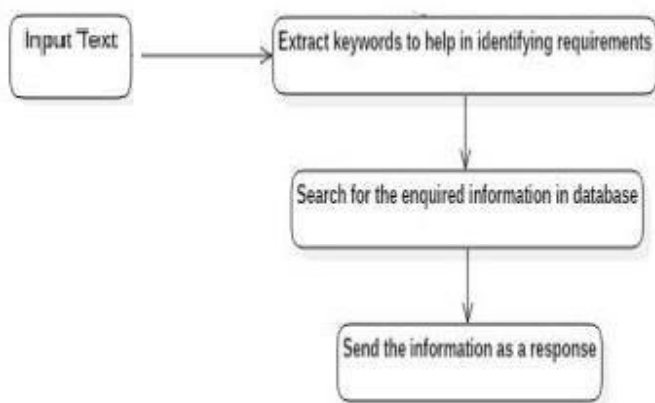 Input Text
Extract keywords to help in identifying requirements
Search for the enquired information in database
Send the information as a response